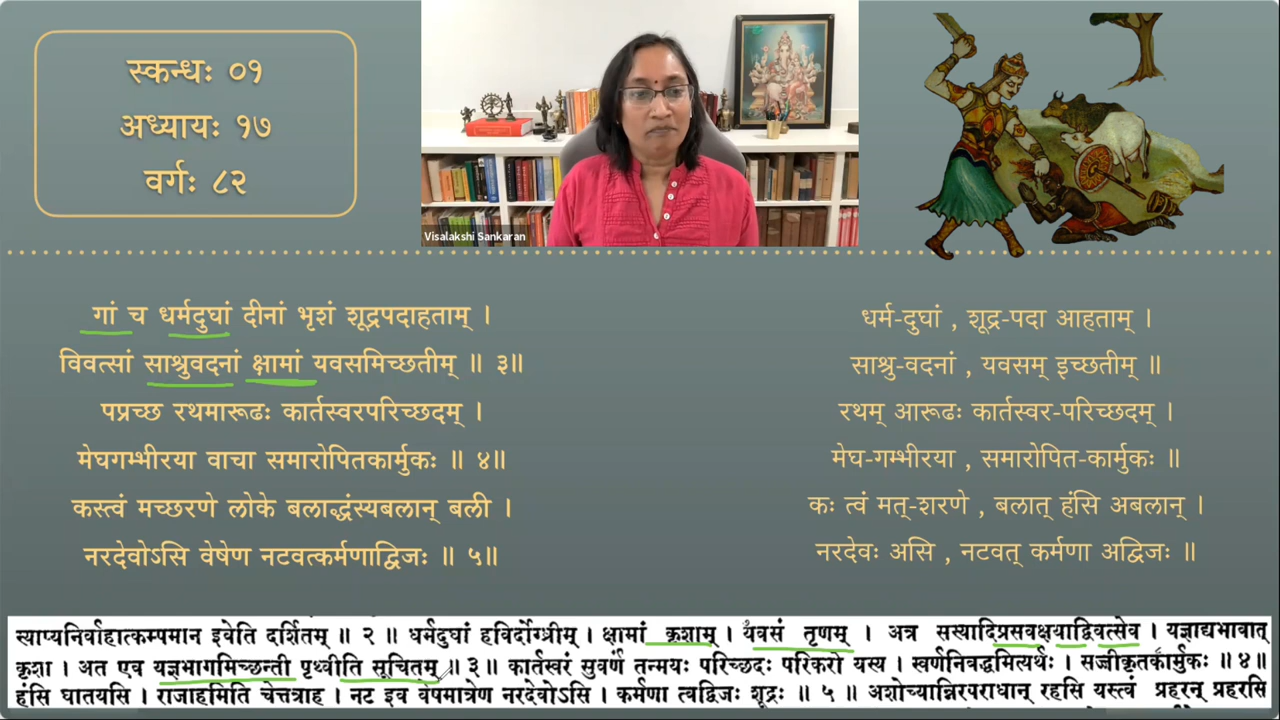 स्कन्धः ०१
अध्यायः १७
वर्गः ८२
Visalakshi Sankaran
गां च धर्मदुघां दीनां भृशं शूद्रपदाहताम् ।
विवत्सां साश्रुवदनां क्षामां यवसमिच्छतीम् ॥ ३॥
पप्रच्छ रथमारूढः कार्तस्वरपरिच्छदम् ।
मेघगम्भीरया वाचा समारोपितकार्मुकः ॥ ४॥
कस्त्वं मच्छरणे लोके बलाद्धंस्यबलान् बली ।
नरदेवोऽसि वेषेण नटवत्कर्मणाद्विजः ॥ ५॥
धर्म-दुघां , शूद्र-पदा आहताम् ।
साश्रु-वदनां , यवसम् इच्छतीम् ॥
रथम् आरूढः कार्तस्वर-परिच्छदम् ।
मेघ-गम्भीरया , समारोपित-कार्मुकः ॥
कः त्वं मत्-शरणे , बलात् हंसि अबलान् ।
नरदेवः असि , नटवत् कर्मणा अद्विजः ॥
स्याप्यनिर्वाहात्कम्पमान इवेति दर्शितम् ॥ २ ॥ धर्मदुघां हविर्दोग्ध्रीम् । क्षामां कृशाम् । यवसं तृणम् । अत्र सस्यादिप्रसवक्षयाद्विवत्सेव । यज्ञाद्यभावात्
कृशा । अत एव यज्ञभागमिच्छन्ती पृथ्वीति सूचितम् ॥ ३ ॥ कार्तस्वरं सुवर्णं तन्मयः परिच्छदः परिकरो यस्य । स्वर्णनिबद्धमित्यर्थः । सज्जीकृतकार्मुकः ॥ ४ ॥
हंसि घातयसि । राजाहमिति चेत्तत्राह । नट इव वेषमात्रेण नरदेवोऽसि । कर्मणा त्वद्विजः शूद्रः ॥ ५ ॥ अशोच्यान्निरपराधान् रहसि यस्त्वं प्रहरन् प्रहरसि